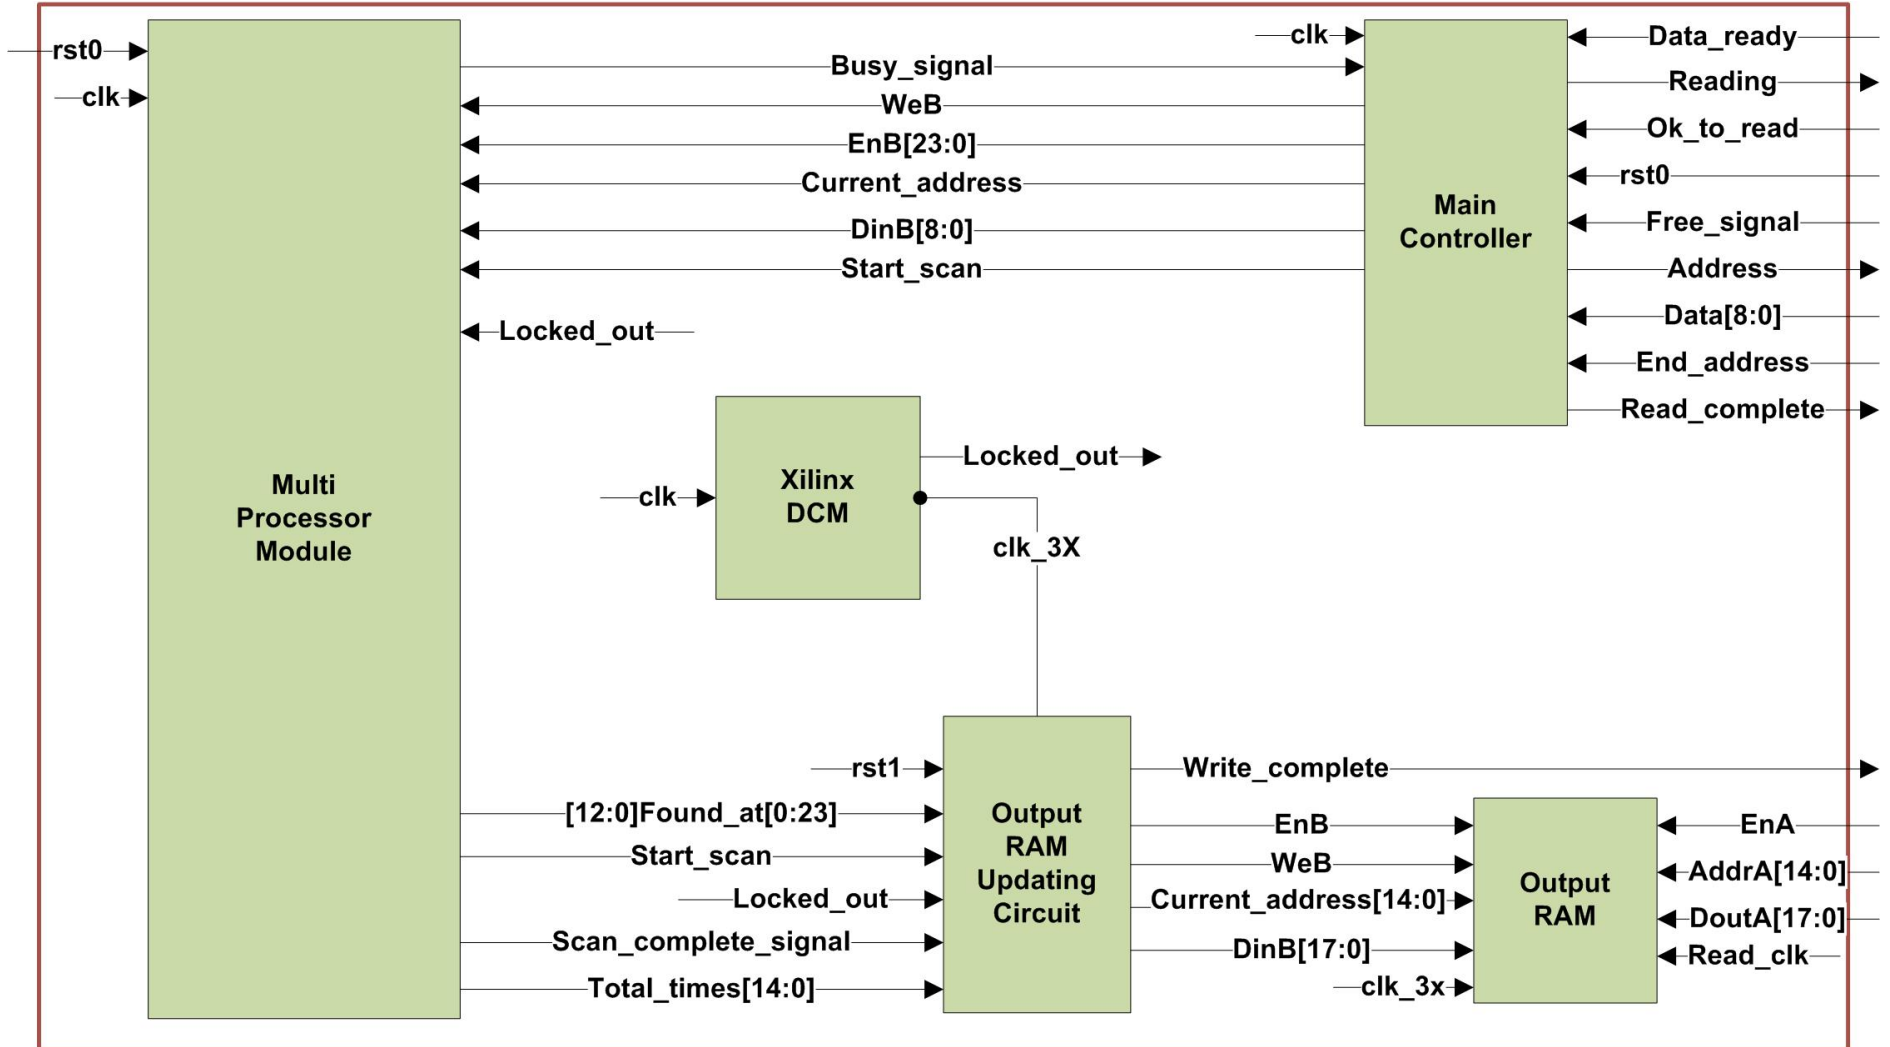 rst0
clk
Multi
Processor
Module
Busy_signal
WeB
EnB[23:0]
Current_address
DinB[8:0]
Start_scan
Locked_out
clk
Main
Controller
Data_ready
Reading
Ok_to_read
rst0
Free_signal
Address
Data[8:0]
End_address
Read_complete
clk
Xilinx
DCM
Locked_out
clk_3X
rst1
[12:0]Found_at[0:23]
Start_scan
Locked_out
Scan_complete_signal
Total_times[14:0]
Output
RAM
Updating
Circuit
Write_complete
EnB
WeB
Current_address[14:0]
DinB[17:0]
clk_3x
Output
RAM
EnA
AddrA[14:0]
DoutA[17:0]
Read_clk